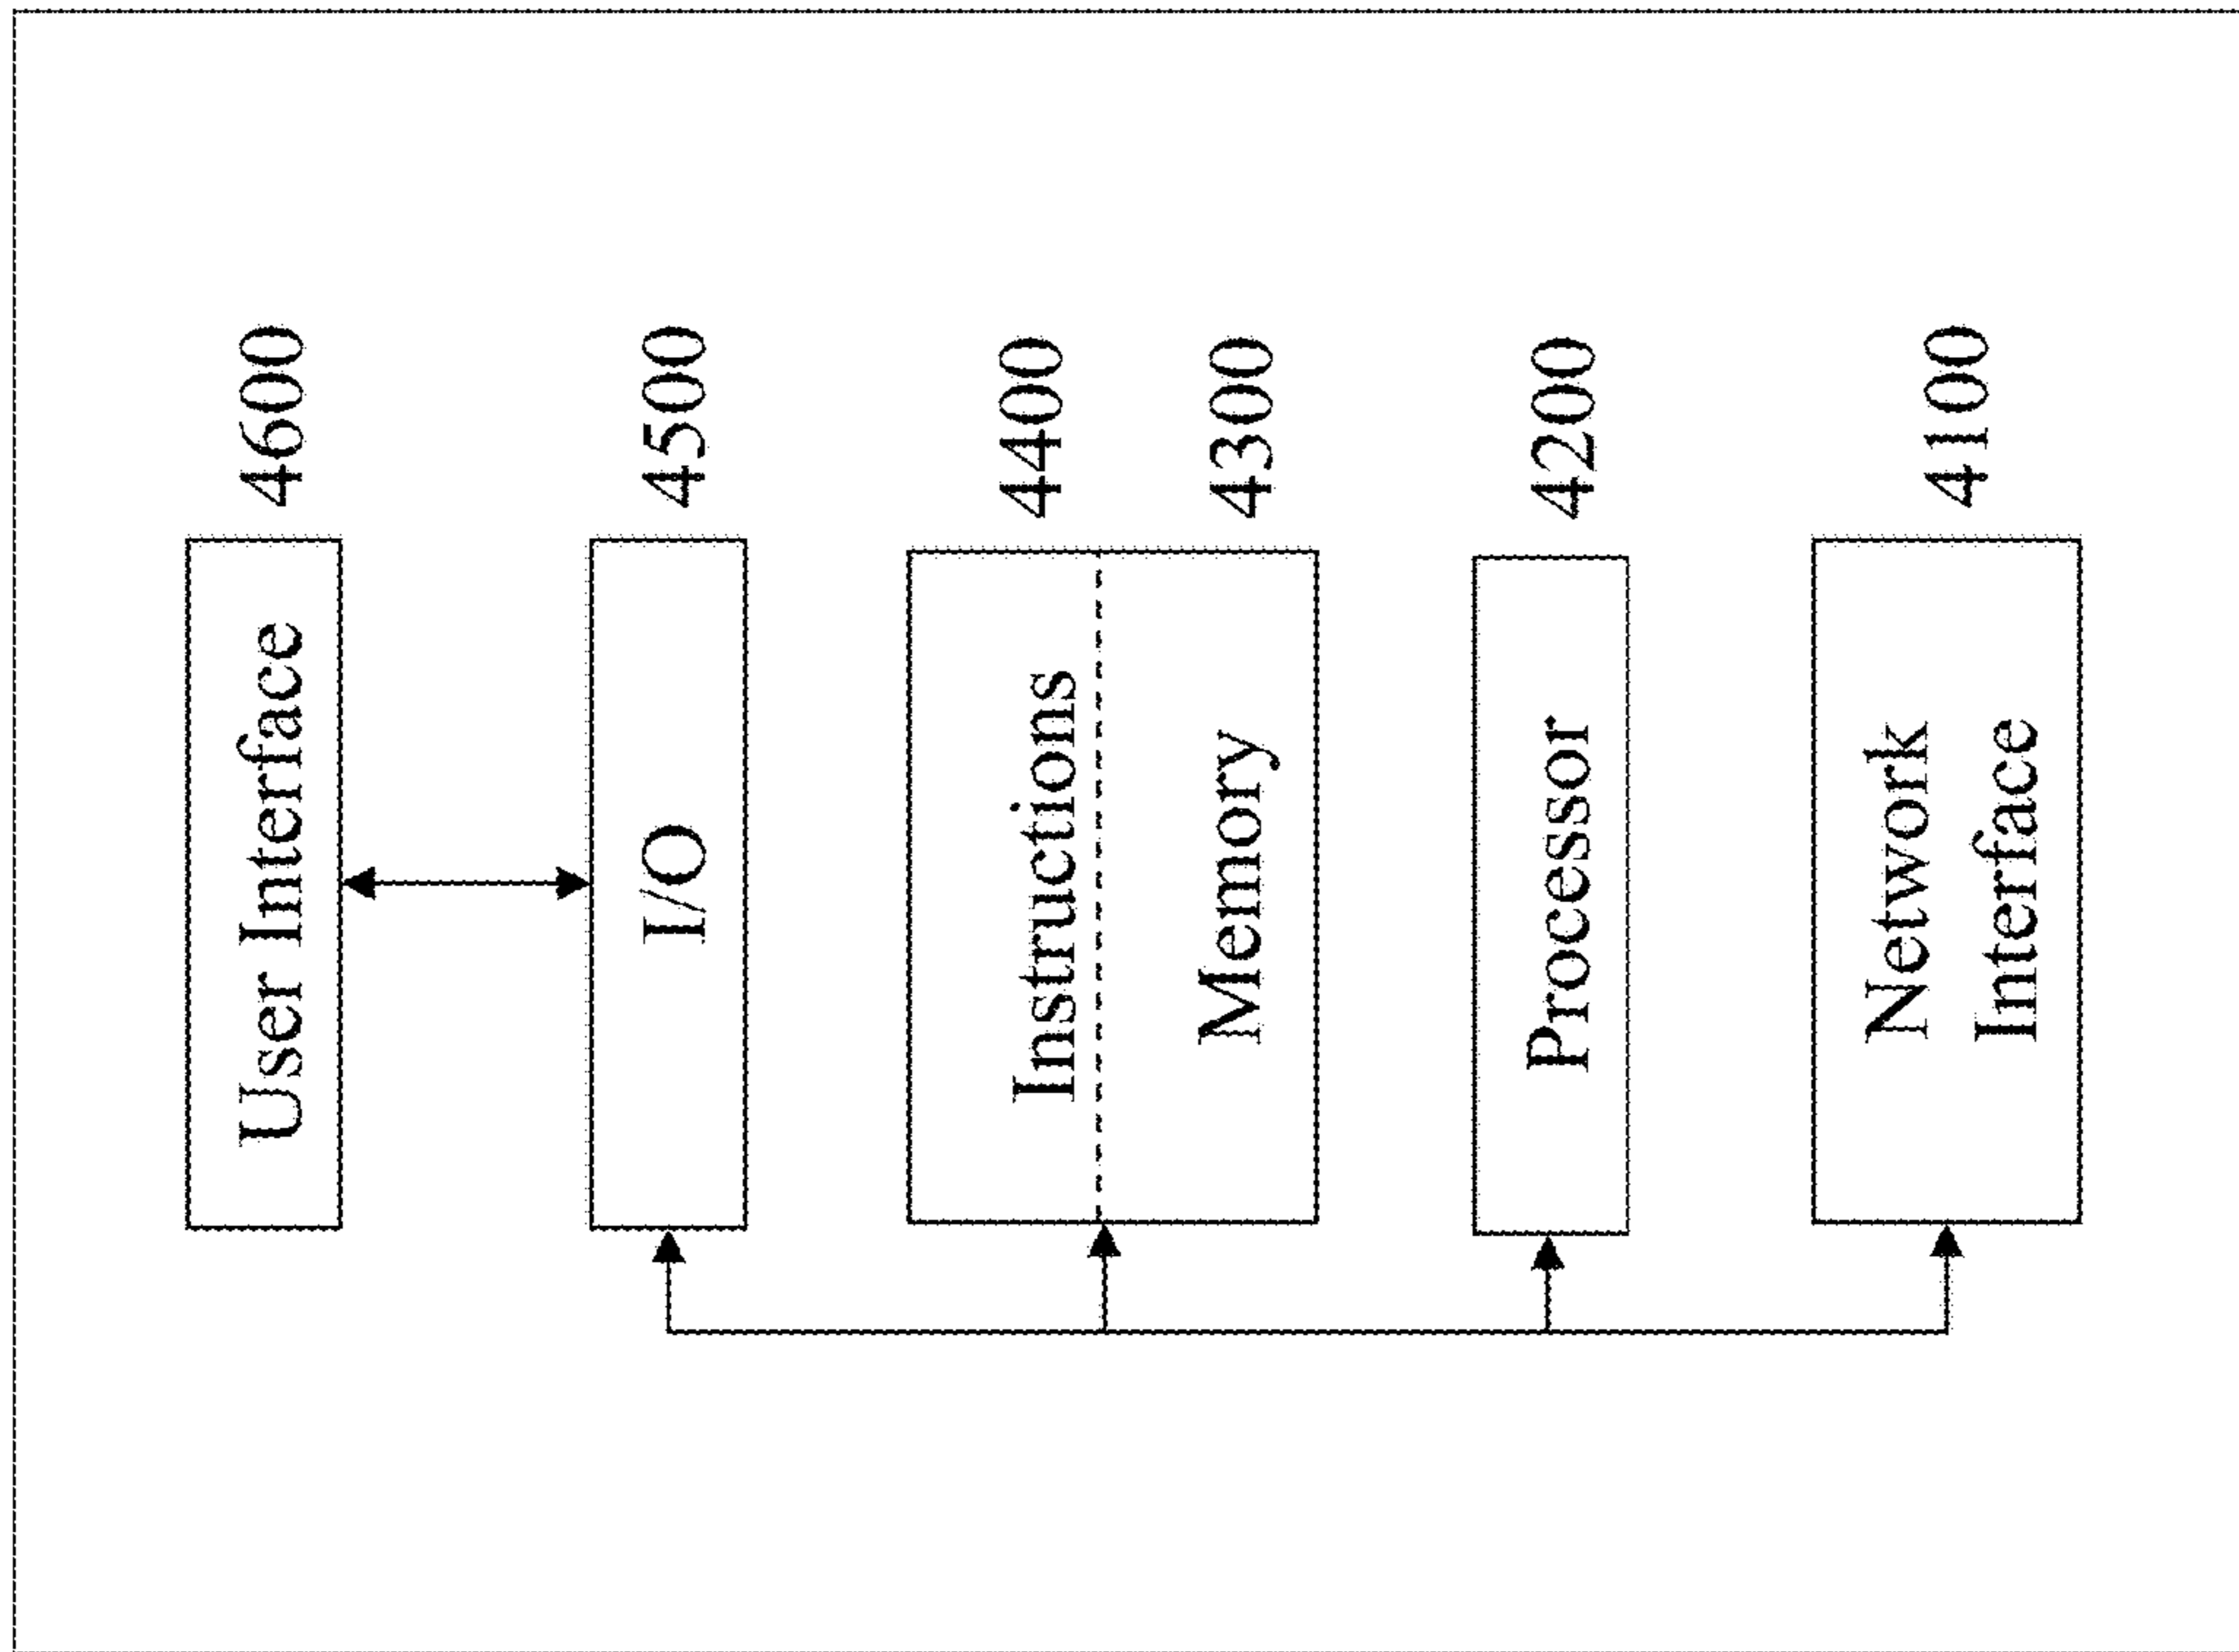 User Interface
4600
I/O
4500
Instructions
4400
Memory
4300
Processor
4200
Network
Interface
4100